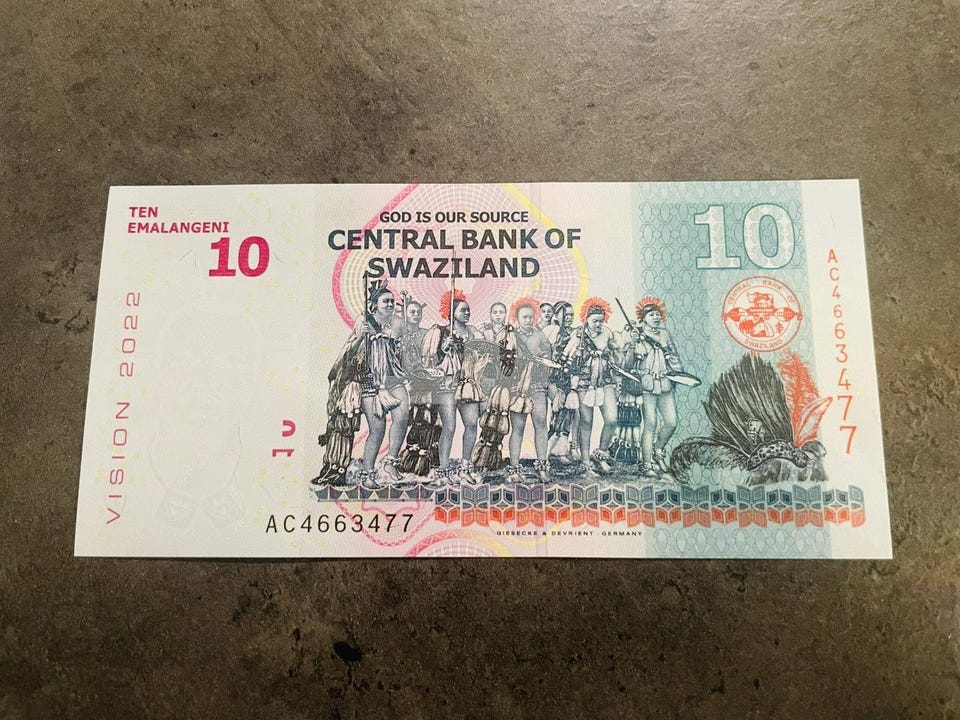 TEN
EMALANGENI
10
GOD IS OUR SOURCE
CENTRAL BANK OF
SWAZILAND
10
CENTRAL BANK OF
SWAZILAND
AC4663477
VISION 2022
AC4663477
GIESECKE & DEVRIENT - GERMANY